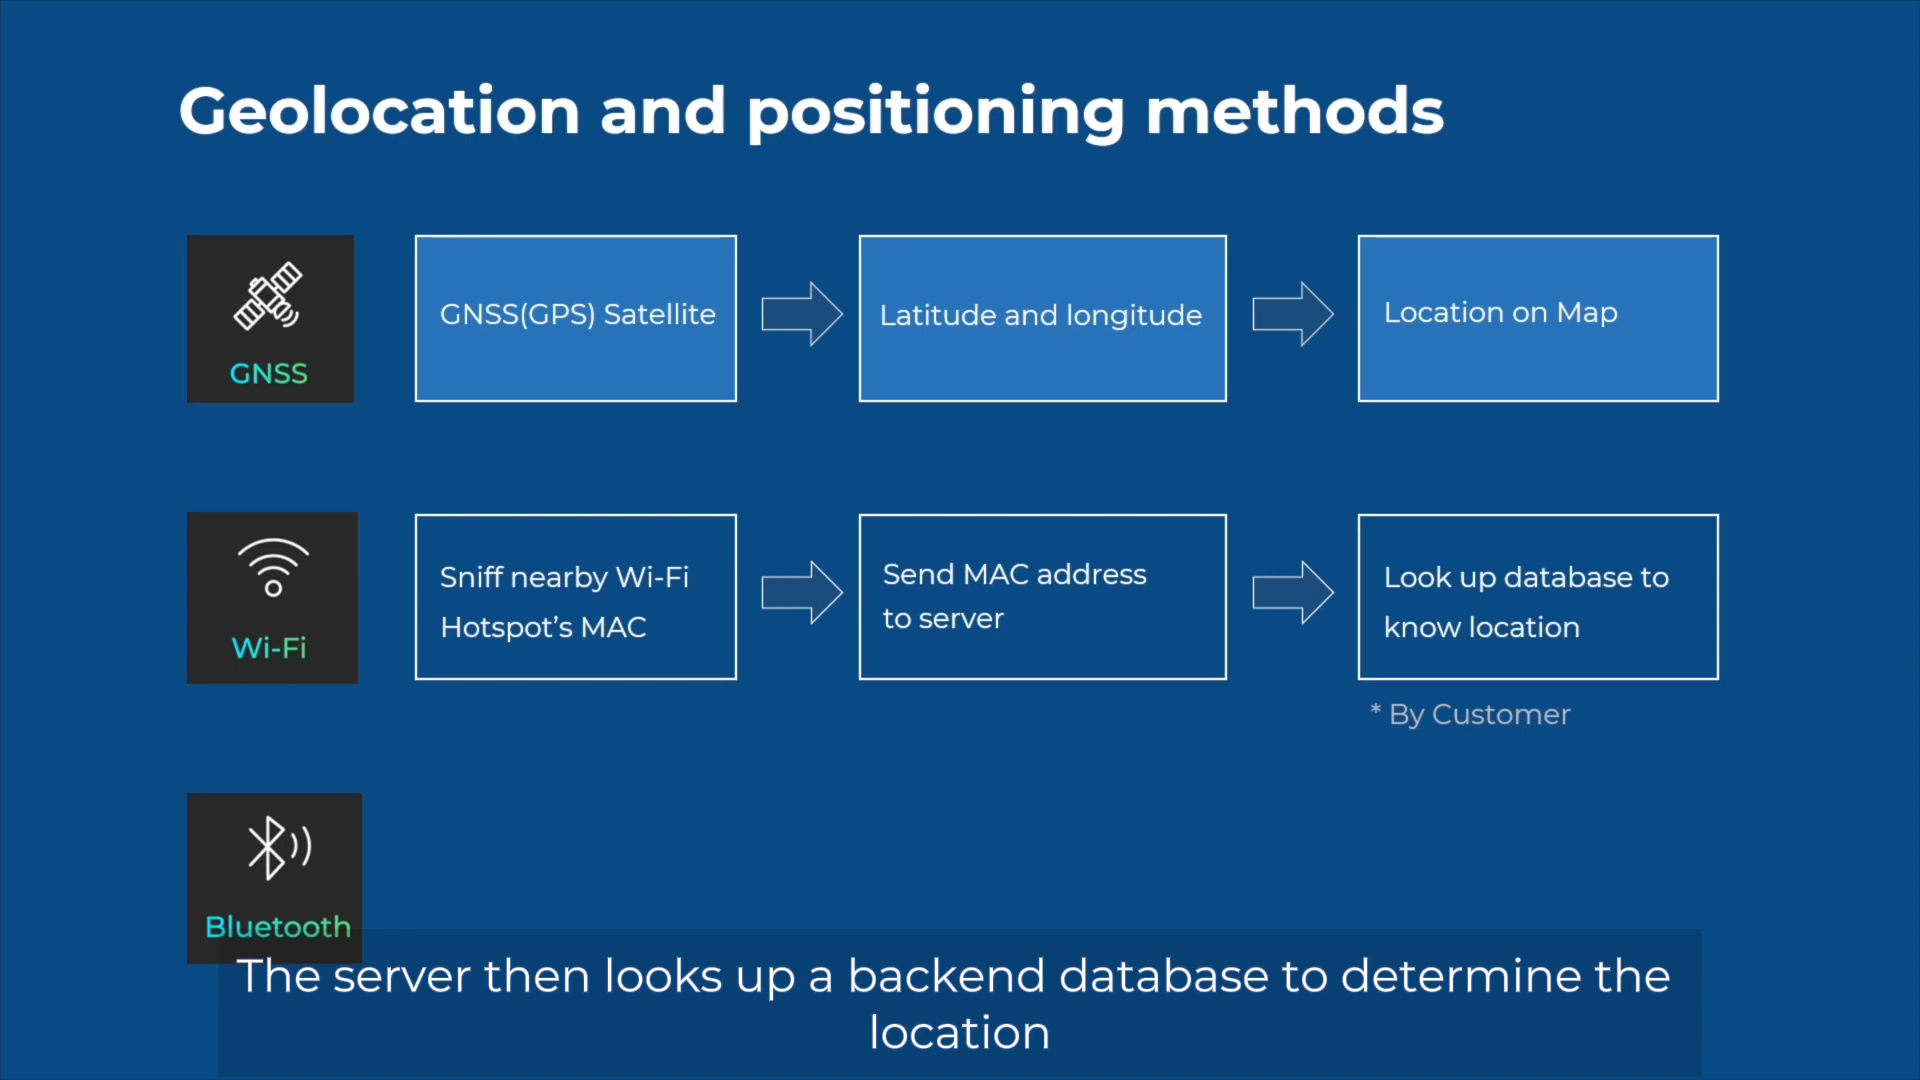 Geolocation and positioning methods
GNSS
GNSS(GPS) Satellite
Latitude and longitude
Location on Map
Wi-Fi
Sniff nearby Wi-Fi
Hotspot’s MAC
Send MAC address
to server
Look up database to
know location
* By Customer
Bluetooth
The server then looks up a backend database to determine the
location